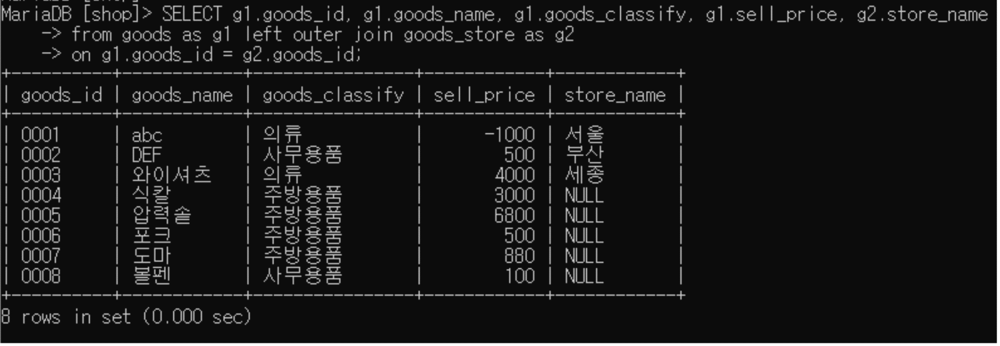 MariaDB [shop]> SELECT g1.goods_id, g1.goods_name, g1.goods_classify, g1.sell_price, g2.store_name
    -> from goods as g1 left outer join goods_store as g2
    -> on g1.goods_id = g2.goods_id;
+----------+------------+----------------+------------+------------+
| goods_id | goods_name | goods_classify | sell_price | store_name |
+----------+------------+----------------+------------+------------+
| 0001     | abc        | 의류           |      -1000 | 서울       |
| 0002     | DEF        | 사무용품       |        500 | 부산       |
| 0003     | 와이셔츠   | 의류           |       4000 | 세종       |
| 0004     | 식칼       | 주방용품       |       3000 | NULL       |
| 0005     | 압력솥     | 주방용품       |       6800 | NULL       |
| 0006     | 포크       | 주방용품       |        500 | NULL       |
| 0007     | 도마       | 주방용품       |        880 | NULL       |
| 0008     | 볼펜       | 사무용품       |        100 | NULL       |
+----------+------------+----------------+------------+------------+
8 rows in set (0.000 sec)